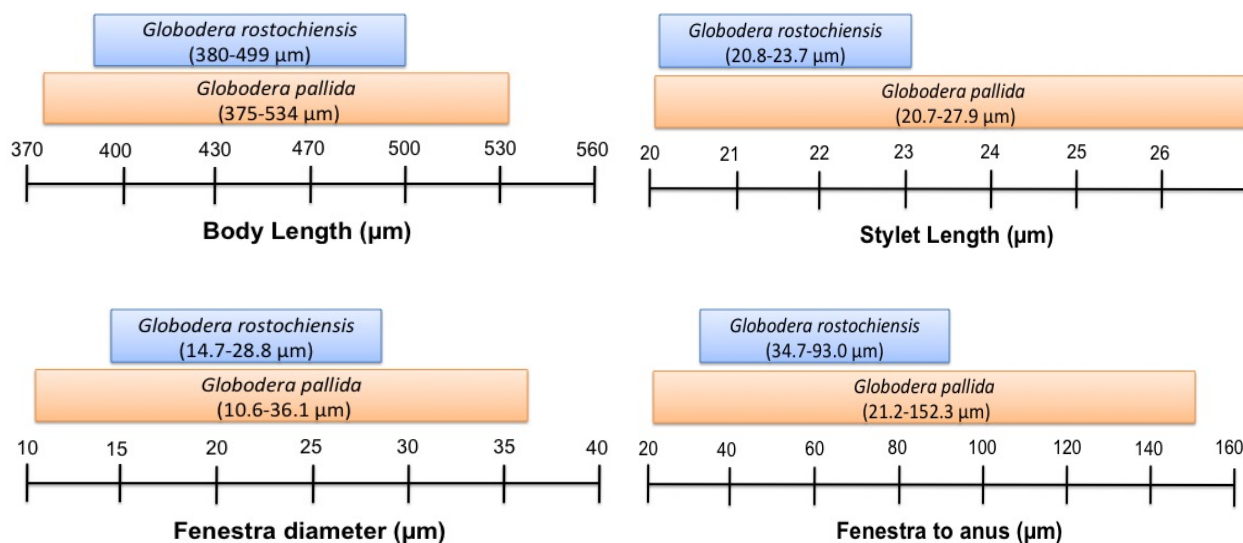 Globodera rostochiensis
(380-499 µm)
Globodera pallida
(375-534 µm)
370 400 430 470 500 530 560
Body Length (µm)
Globodera rostochiensis
(20.8-23.7 µm)
Globodera pallida
(20.7-27.9 µm)
20 21 22 23 24 25 26
Stylet Length (µm)
Globodera rostochiensis
(14.7-28.8 µm)
Globodera pallida
(10.6-36.1 µm)
10 15 20 25 30 35 40
Fenestra diameter (µm)
Globodera rostochiensis
(34.7-93.0 µm)
Globodera pallida
(21.2-152.3 µm)
20 40 60 80 100 120 140 160
Fenestra to anus (µm)